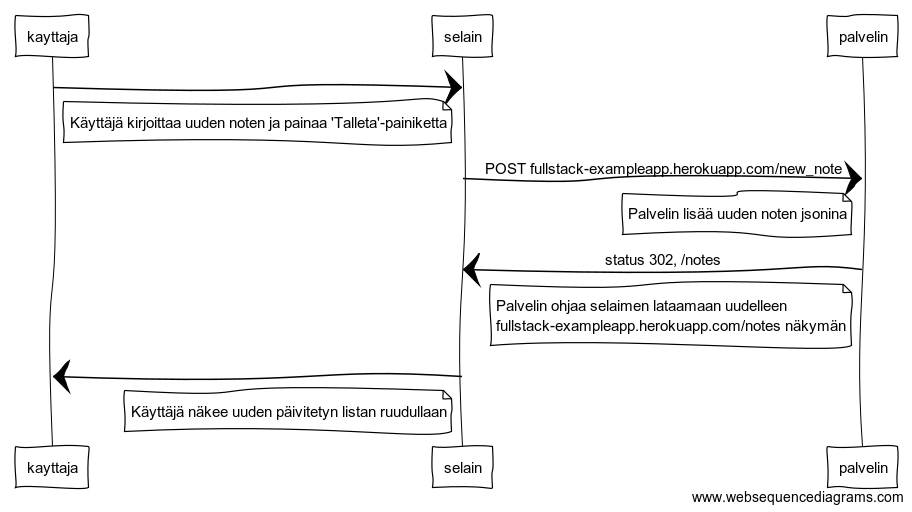 kayttaja
selain
palvelin
Käyttäjä kirjoittaa uuden noten ja painaa 'Talleta'-painiketta
POST fullstack-exampleapp.herokuapp.com/new_note
Palvelin lisää uuden noten jsonina
status 302, /notes
Palvelin ohjaa selaimen lataamaan uudelleen
fullstack-exampleapp.herokuapp.com/notes näkymän
Käyttäjä näkee uuden päivitetyn listan ruudullaan
kayttaja
selain
palvelin
www.websequencediagrams.com